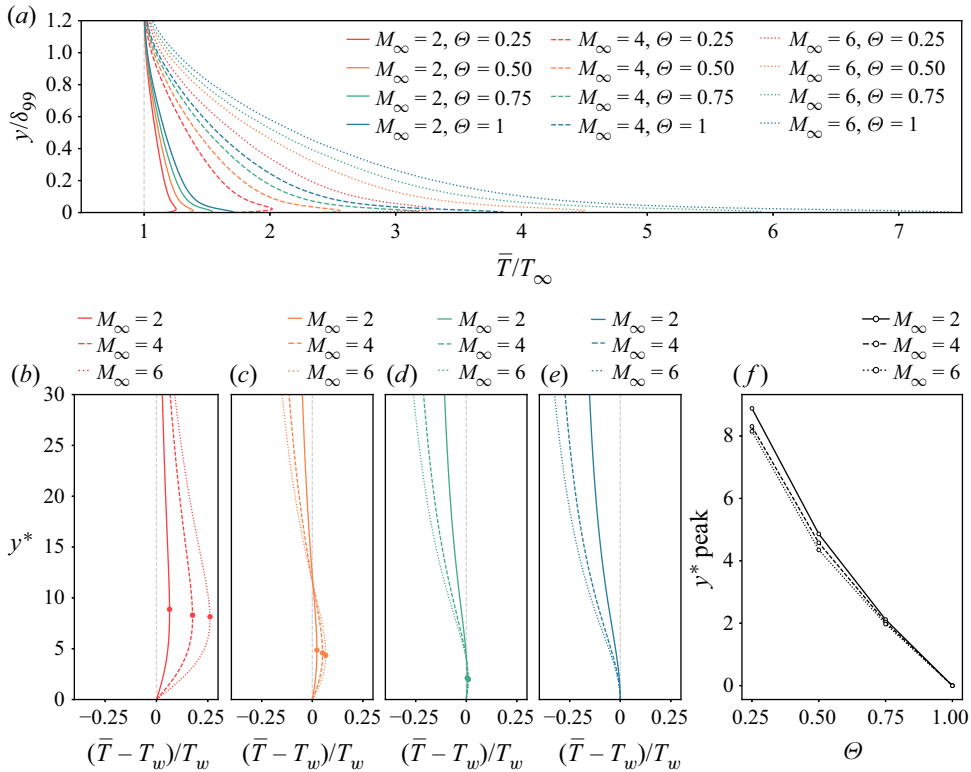 (a)
1.2
1.0
0.8
0.6
0.4
0.2
0
y/δ99
M∞ = 2, Θ = 0.25
M∞ = 2, Θ = 0.50
M∞ = 2, Θ = 0.75
M∞ = 2, Θ = 1
M∞ = 4, Θ = 0.25
M∞ = 4, Θ = 0.50
M∞ = 4, Θ = 0.75
M∞ = 4, Θ = 1
M∞ = 6, Θ = 0.25
M∞ = 6, Θ = 0.50
M∞ = 6, Θ = 0.75
M∞ = 6, Θ = 1
1 2 3 4 5 6 7
T̄/T∞
M∞ = 2
M∞ = 4
M∞ = 6
(b)
30
25
20
15
10
5
0
y*
−0.25 0 0.25
(T̄ − Tw)/Tw
M∞ = 2
M∞ = 4
M∞ = 6
(c)
−0.25 0 0.25
(T̄ − Tw)/Tw
M∞ = 2
M∞ = 4
M∞ = 6
(d)
−0.25 0 0.25
(T̄ − Tw)/Tw
M∞ = 2
M∞ = 4
M∞ = 6
(e)
−0.25 0 0.25
(T̄ − Tw)/Tw
M∞ = 2
M∞ = 4
M∞ = 6
(f)
8
6
4
2
0
y* peak
0.25 0.50 0.75 1.00
Θ